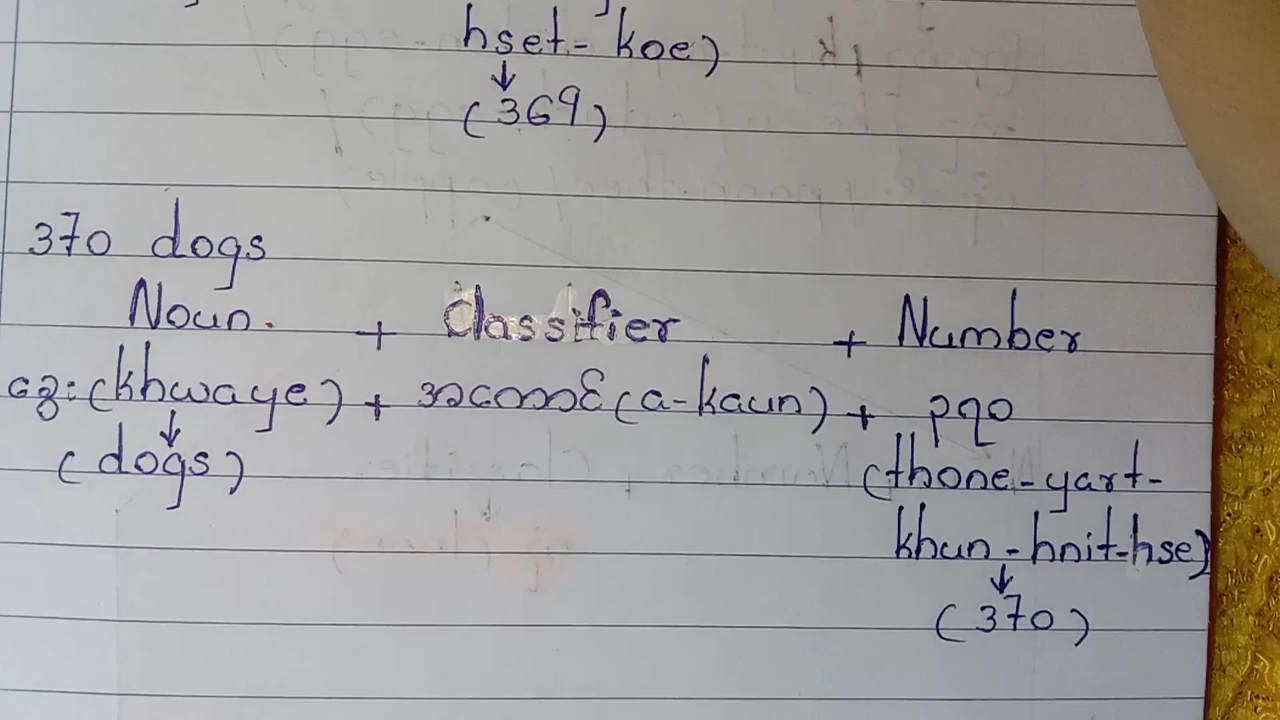 hset- koe)
↓
(369)
370 dogs
Noun. + Classifier + Number
ခွေး (khwaye) + အကောင် (a-kaun) + ၃၇၀
↓
(dogs) (thone-yart-
khun-hnit-hse)
↓
(370)